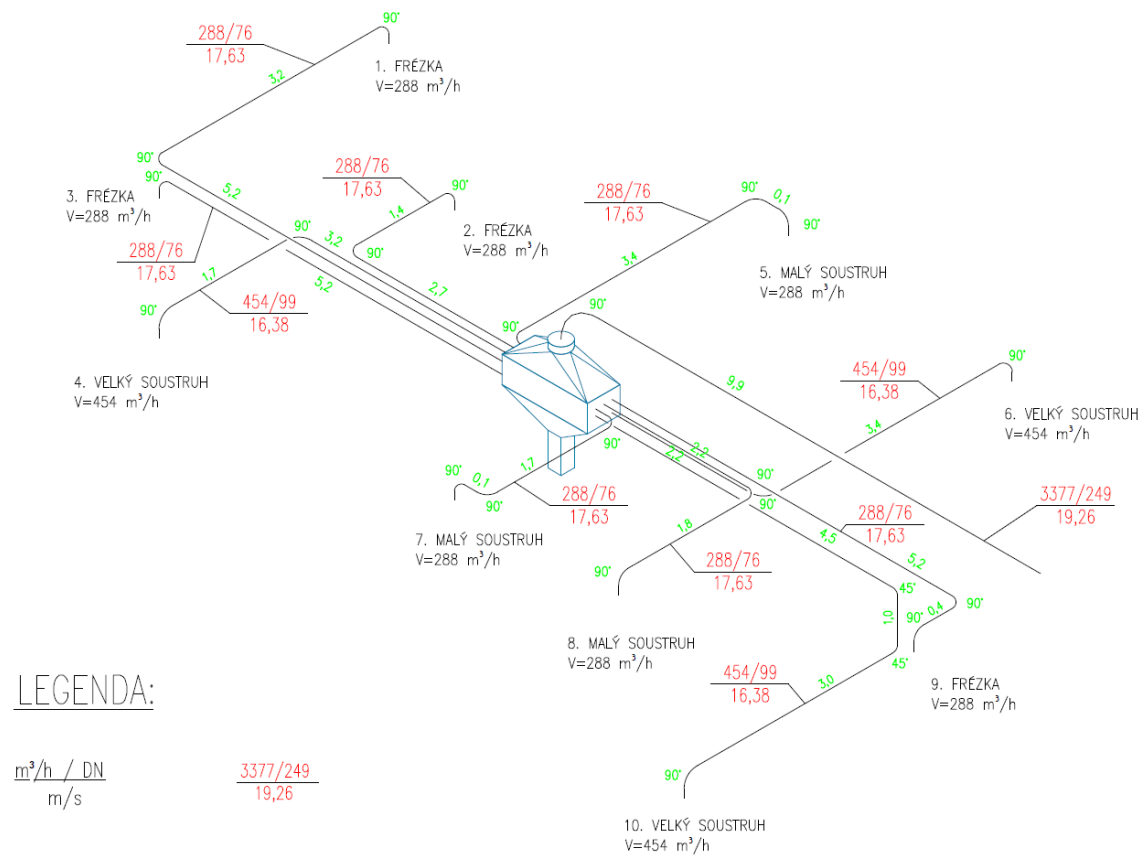 90°
288/76
17,63
3,2
1. FRÉZKA
V=288 m³/h
90°
90°
5,2
3. FRÉZKA
V=288 m³/h
288/76
17,63
90°
1,4
2. FRÉZKA
V=288 m³/h
90°
288/76
17,63
90°
0,1
90°
3,4
5. MALÝ SOUSTRUH
V=288 m³/h
90°
3,2
288/76
17,63
5,2
2,7
1,7
454/99
16,38
90°
4. VELKÝ SOUSTRUH
V=454 m³/h
90°
90°
9,9
454/99
16,38
90°
3,4
6. VELKÝ SOUSTRUH
V=454 m³/h
90°
1,7
90°
0,1
90°
288/76
17,63
7. MALÝ SOUSTRUH
V=288 m³/h
2,2
2,2
90°
90°
3377/249
19,26
288/76
17,63
4,5
5,2
1,8
288/76
17,63
90°
8. MALÝ SOUSTRUH
V=288 m³/h
45°
1,0
90°
0,4
90°
45°
9. FRÉZKA
V=288 m³/h
454/99
16,38
3,0
90°
10. VELKÝ SOUSTRUH
V=454 m³/h
LEGENDA:
m³/h / DN
m/s
3377/249
19,26